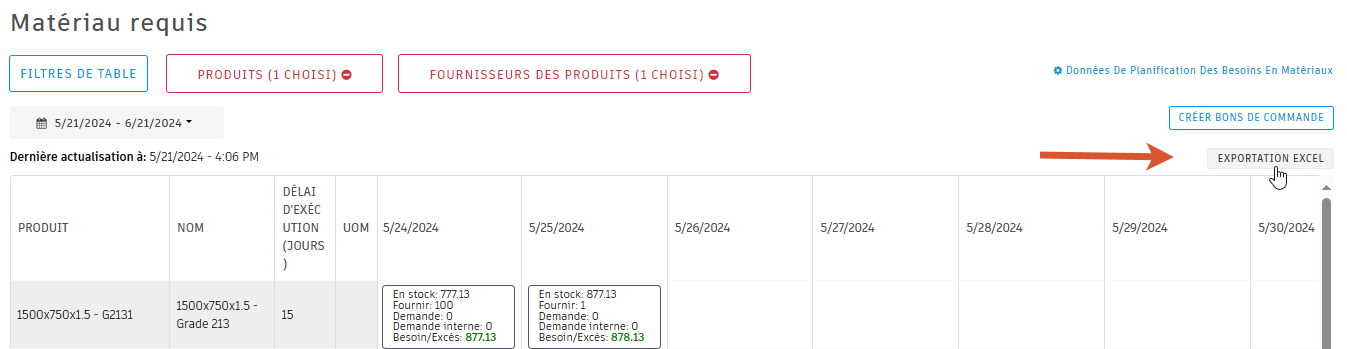 Matériau requis
FILTRES DE TABLE
PRODUITS (1 CHOISI)
FOURNISSEURS DES PRODUITS (1 CHOISI)
Données De Planification Des Besoins En Matériaux
5/21/2024 - 6/21/2024
CRÉER BONS DE COMMANDE
Dernière actualisation à: 5/21/2024 - 4:06 PM
EXPORTATION EXCEL
PRODUIT
NOM
DÉLAI
D'EXÉC
UTION
(JOURS
)
UOM
5/24/2024
5/25/2024
5/26/2024
5/27/2024
5/28/2024
5/29/2024
5/30/2024
1500x750x1.5 - G2131
1500x750x1.5 -
Grade 213
15
En stock: 777.13
Fournir: 100
Demande: 0
Demande interne: 0
Besoin/Excès: 877.13
En stock: 877.13
Fournir: 1
Demande: 0
Demande interne: 0
Besoin/Excès: 878.13